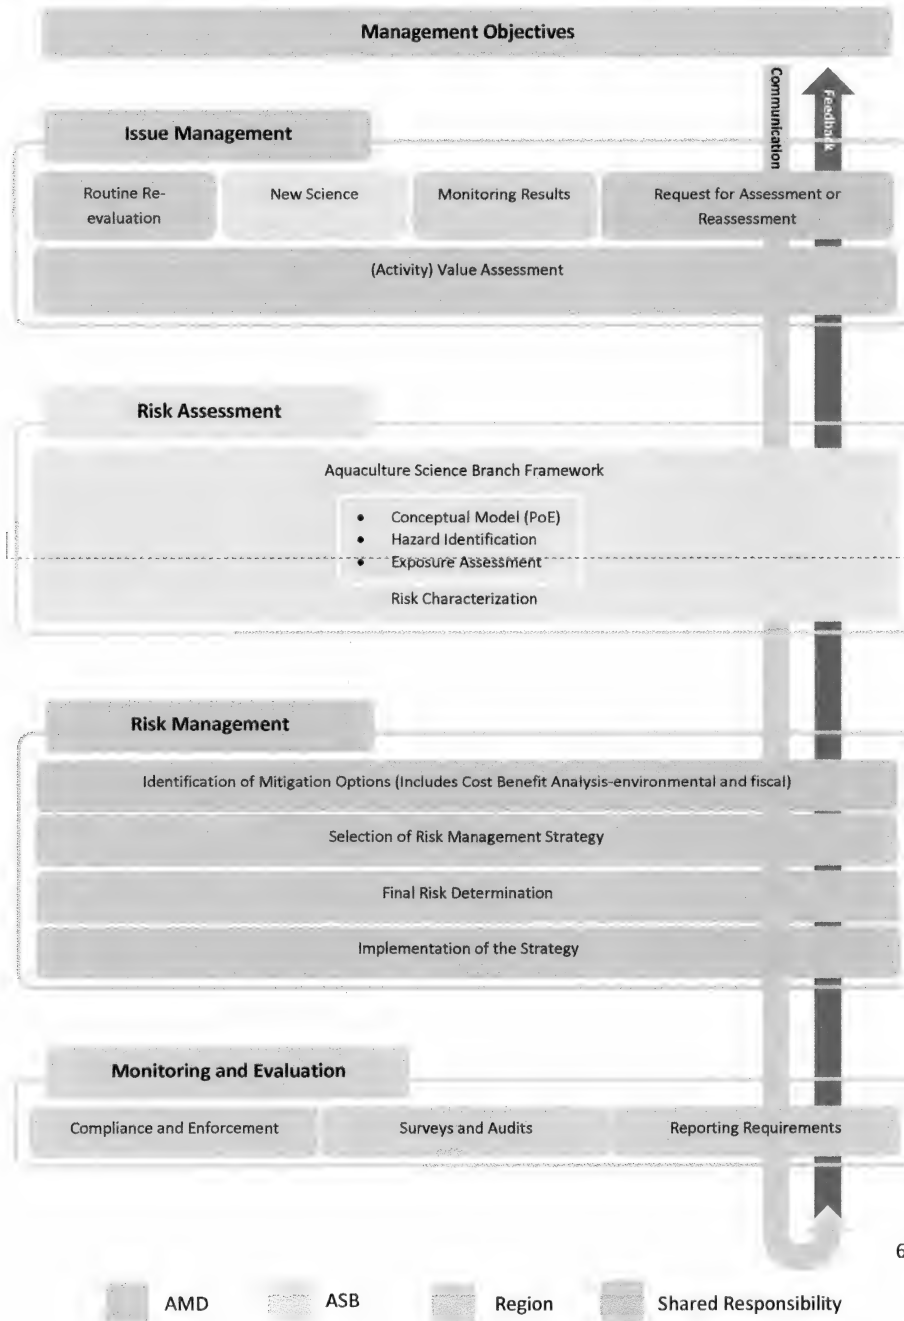 Management Objectives
Communication
Feedback
Issue Management
Routine Re-
evaluation
New Science
Monitoring Results
Request for Assessment or
Reassessment
(Activity) Value Assessment
Risk Assessment
Aquaculture Science Branch Framework
• Conceptual Model (PoE)
• Hazard Identification
• Exposure Assessment
Risk Characterization
Risk Management
Identification of Mitigation Options (Includes Cost Benefit Analysis-environmental and fiscal)
Selection of Risk Management Strategy
Final Risk Determination
Implementation of the Strategy
Monitoring and Evaluation
Compliance and Enforcement
Surveys and Audits
Reporting Requirements
6
AMD
ASB
Region
Shared Responsibility